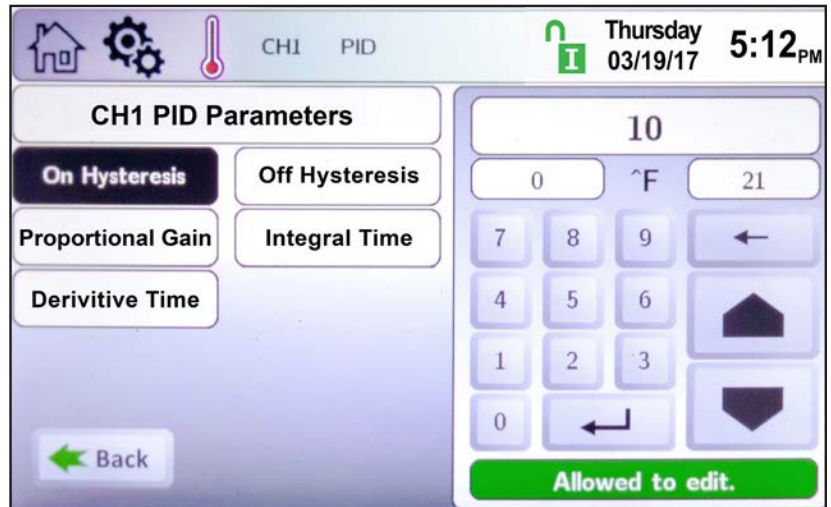 CH1 PID
I
Thursday
03/19/17
5:12PM
CH1 PID Parameters
On Hysteresis
Off Hysteresis
Proportional Gain
Integral Time
Derivitive Time
Back
10
0
^F
21
7 8 9
4 5 6
1 2 3
0
Allowed to edit.